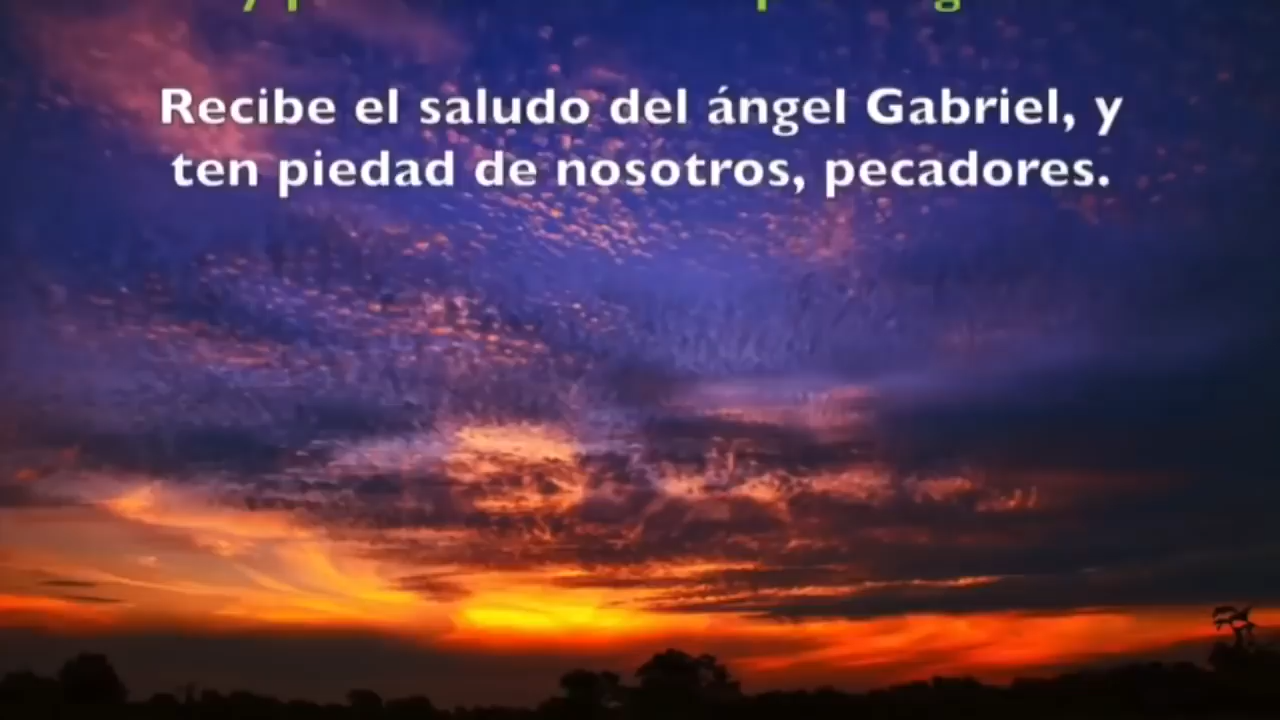 Recibe el saludo del ángel Gabriel, y
ten piedad de nosotros, pecadores.